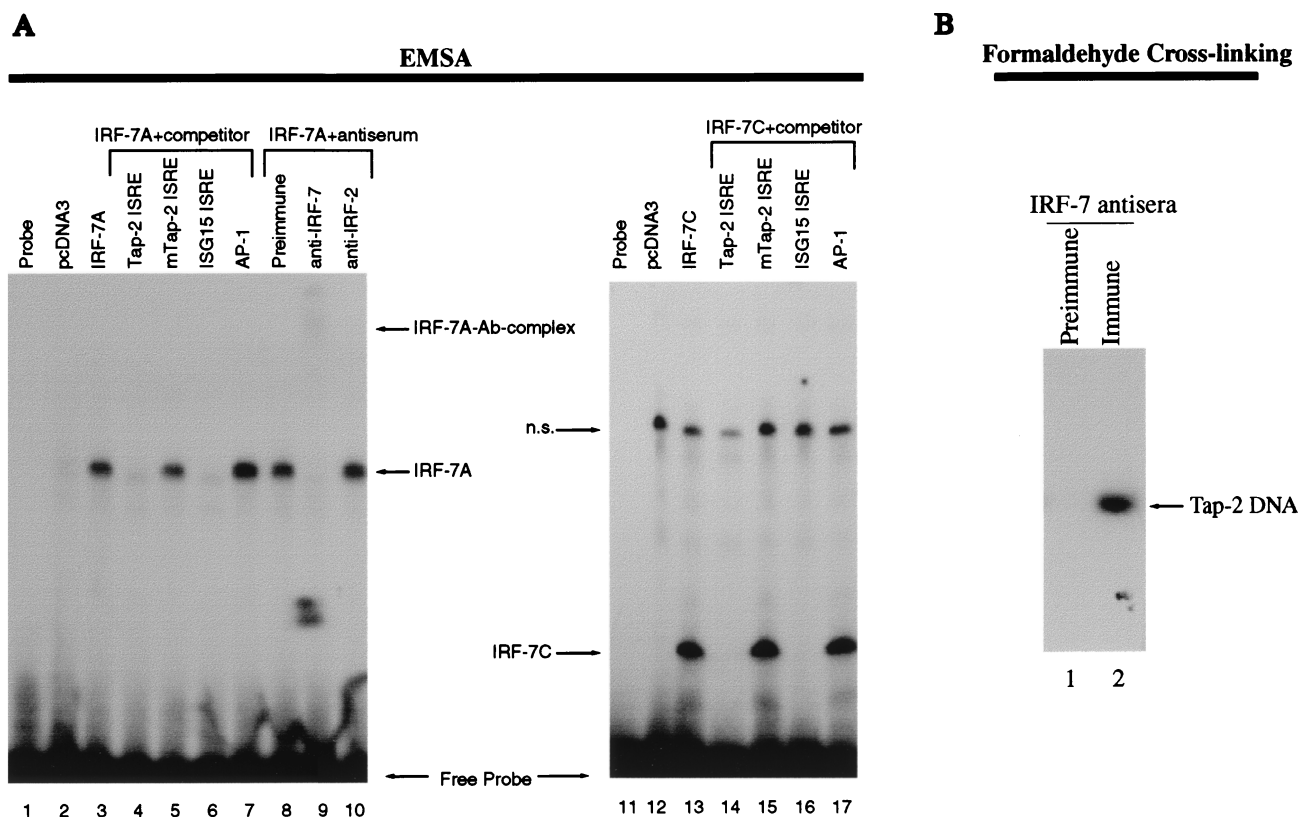 A
EMSA
IRF-7A+competitor
IRF-7A+antiserum
Probe
pcDNA3
IRF-7A
Tap-2 ISRE
mTap-2 ISRE
ISG15 ISRE
AP-1
Preimmune
anti-IRF-7
anti-IRF-2
IRF-7A-Ab-complex
n.s.
IRF-7A
IRF-7C
Free Probe
1 2 3 4 5 6 7 8 9 10
IRF-7C+competitor
Probe
pcDNA3
IRF-7C
Tap-2 ISRE
mTap-2 ISRE
ISG15 ISRE
AP-1
11 12 13 14 15 16 17
B
Formaldehyde Cross-linking
IRF-7 antisera
Preimmune
Immune
Tap-2 DNA
1 2